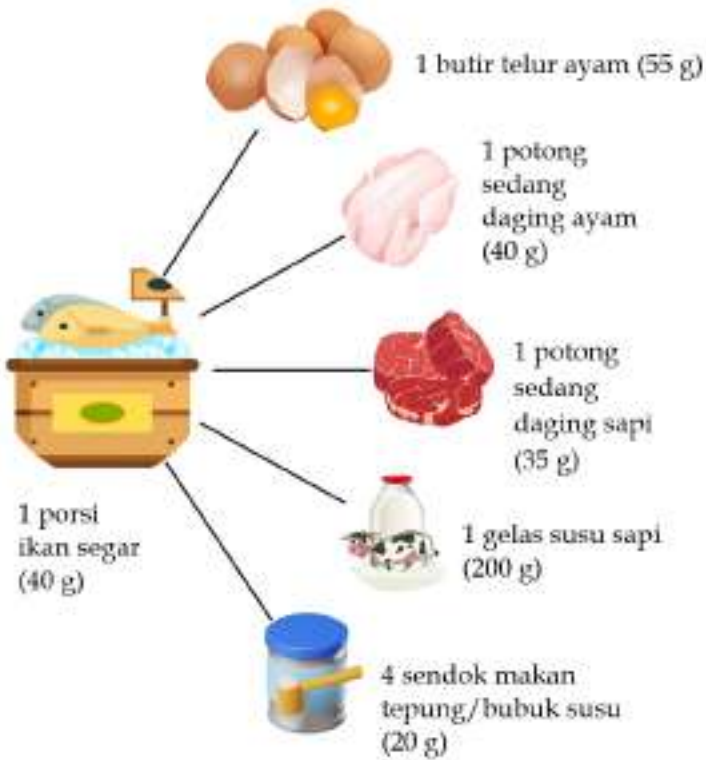 1 butir telur ayam (55 g)
1 potong
sedang
daging ayam
(40 g)
1 potong
sedang
daging sapi
(35 g)
1 porsi
ikan segar
(40 g)
1 gelas susu sapi
(200 g)
4 sendok makan
tepung/bubuk susu
(20 g)